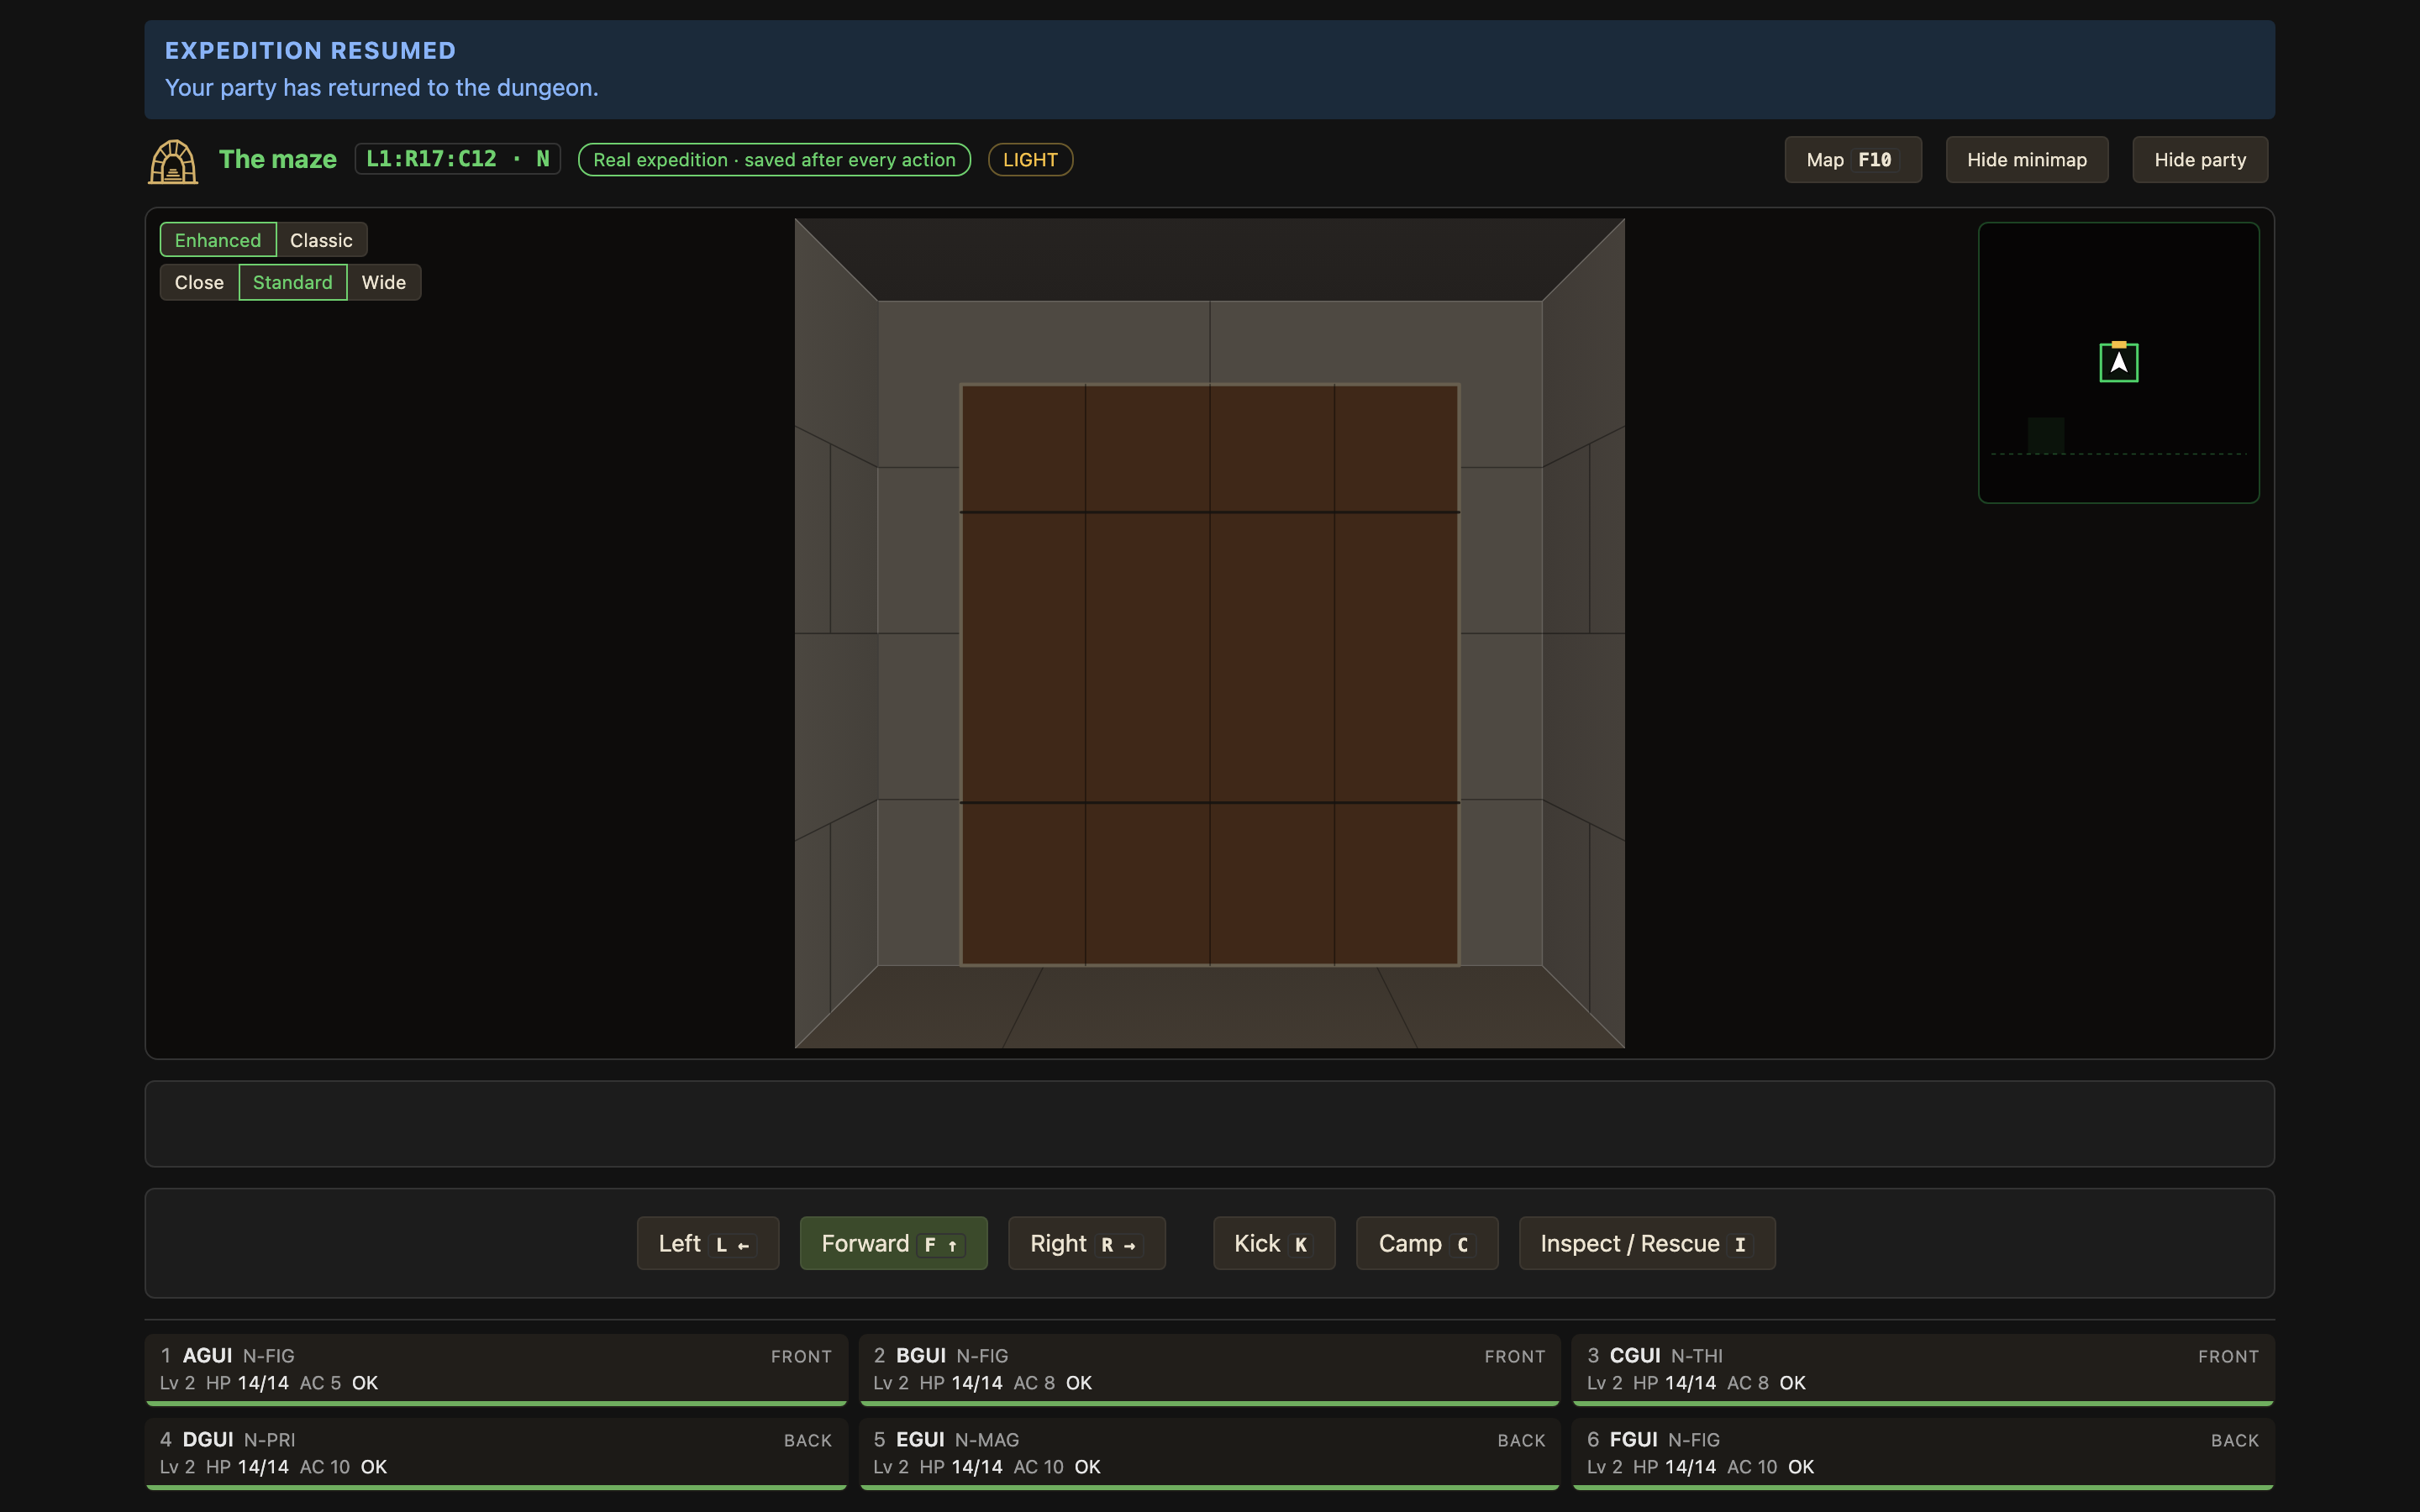 EXPEDITION RESUMED
Your party has returned to the dungeon.
The maze L1:R17:C12 · N Real expedition · saved after every action LIGHT Map F10 Hide minimap Hide party
Enhanced Classic
Close Standard Wide
Left L ← Forward F ↑ Right R → Kick K Camp C Inspect / Rescue I
1 AGUI N-FIG FRONT
Lv 2 HP 14/14 AC 5 OK
2 BGUI N-FIG FRONT
Lv 2 HP 14/14 AC 8 OK
3 CGUI N-THI FRONT
Lv 2 HP 14/14 AC 8 OK
4 DGUI N-PRI BACK
Lv 2 HP 14/14 AC 10 OK
5 EGUI N-MAG BACK
Lv 2 HP 14/14 AC 10 OK
6 FGUI N-FIG BACK
Lv 2 HP 14/14 AC 10 OK